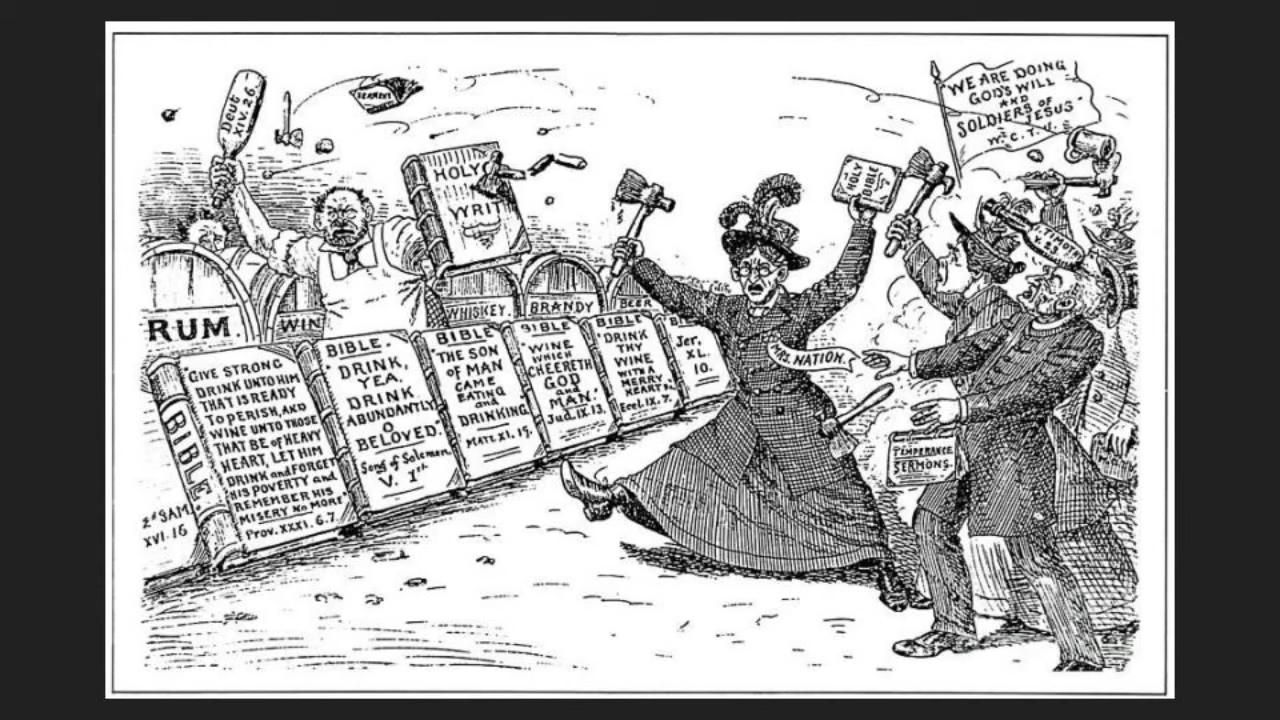 Deut
XIV. 26.
SERMONS
HOLY
WRIT
WE ARE DOING
GOD'S WILL
AND
SOLDIERS OF
JESUS
W.C.T.U.
HOLY
BIBLE
RUM.
WIN
WHISKEY.
BRANDY
BEER
MRS. NATION.
TEMPERANCE
SERMONS.
2d SAM.
XVI. 16
BIBLE
"GIVE STRONG
DRINK UNTO HIM
THAT IS READY
TO PERISH, AND
WINE UNTO THOSE
THAT BE OF HEAVY
HEART, LET HIM
DRINK and FORGET
HIS POVERTY and
REMEMBER HIS
MISERY No MORE"
Prov. XXXI. 6.7.
BIBLE.
"DRINK,
YEA,
DRINK
ABUNDANTLY,
O
BELOVED."
Song of Soloman
V. 1st
BIBLE
"THE SON
OF MAN
CAME
EATING
and
DRINKING.
MATT. XI. 19.
BIBLE
"WINE
WHICH
CHEERETH
GOD
and
MAN."
Jud. IX. 13.
BIBLE
"DRINK
THY
WINE
WITH A
MERRY
HEART
Eccl. IX. 7.
Jer.
XL.
10.